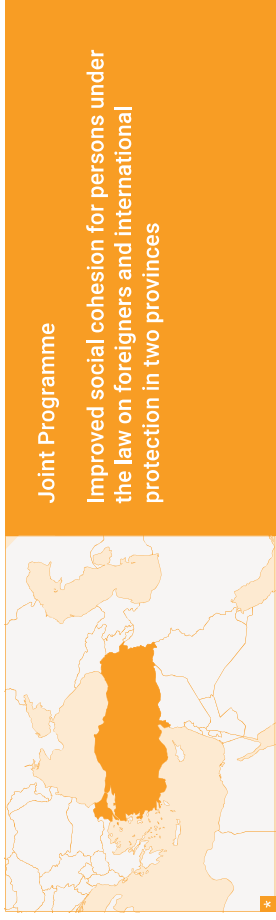 Joint Programme
Improved social cohesion for persons under
the law on foreigners and international
protection in two provinces
*